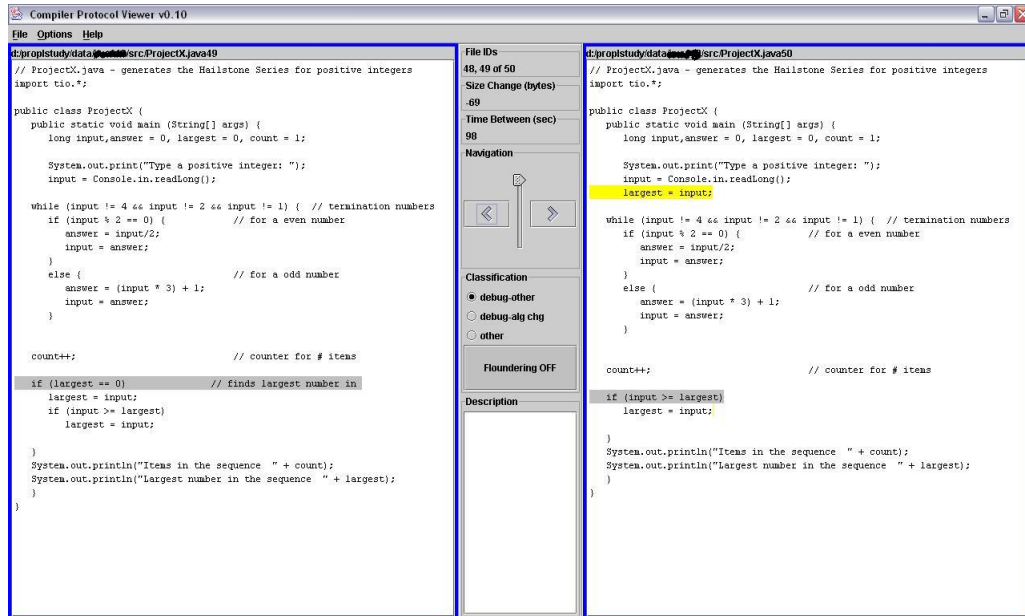 Compiler Protocol Viewer v0.10
File Options Help
d:/proplstudy/data/ /src/ProjectX.java49
// ProjectX.java - generates the Hailstone Series for positive integers
import tio.*;
public class ProjectX {
public static void main (String[] args) {
long input,answer = 0, largest = 0, count = 1;
System.out.print("Type a positive integer: ");
input = Console.in.readLong();
while (input != 4 && input != 2 && input != 1) { // termination numbers
if (input % 2 == 0) { // for a even number
answer = input/2;
input = answer;
}
else { // for a odd number
answer = (input * 3) + 1;
input = answer;
}
count++; // counter for # items
if (largest == 0) // finds largest number in
largest = input;
if (input >= largest)
largest = input;
}
System.out.println("Items in the sequence " + count);
System.out.println("Largest number in the sequence " + largest);
}
}
File IDs
48, 49 of 50
Size Change (bytes)
-69
Time Between (sec)
98
Navigation
Classification
debug-other
debug-alg chg
other
Floundering OFF
Description
d:/proplstudy/data /src/ProjectX.java50
// ProjectX.java - generates the Hailstone Series for positive integers
import tio.*;
public class ProjectX {
public static void main (String[] args) {
long input,answer = 0, largest = 0, count = 1;
System.out.print("Type a positive integer: ");
input = Console.in.readLong();
largest = input;
while (input != 4 && input != 2 && input != 1) { // termination numbers
if (input % 2 == 0) { // for a even number
answer = input/2;
input = answer;
}
else { // for a odd number
answer = (input * 3) + 1;
input = answer;
}
count++; // counter for # items
if (input >= largest)
largest = input;
}
System.out.println("Items in the sequence " + count);
System.out.println("Largest number in the sequence " + largest);
}
}